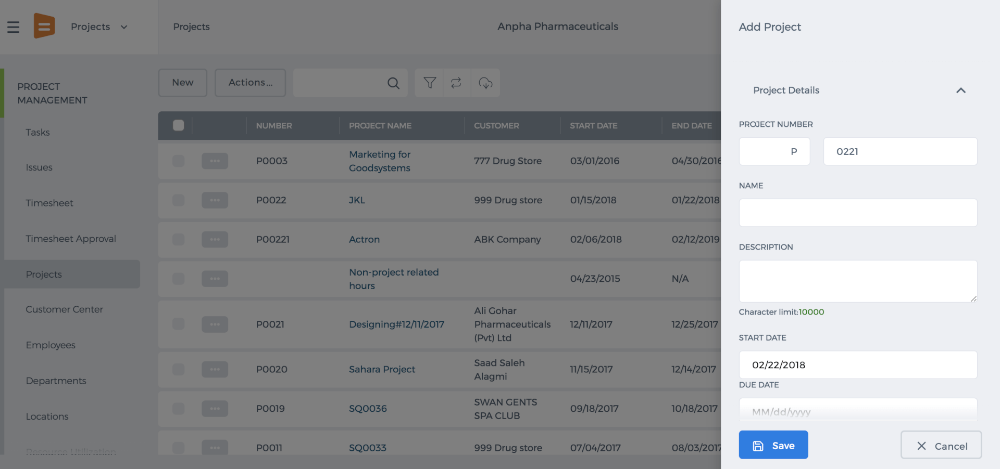 Projects
Projects
Anpha Pharmaceuticals
PROJECT
MANAGEMENT
Tasks
Issues
Timesheet
Timesheet Approval
Projects
Customer Center
Employees
Departments
Locations
Resource Utilization
New
Actions...
NUMBER PROJECT NAME CUSTOMER START DATE END DATE
P0003 Marketing for Goodsystems 777 Drug Store 03/01/2016 04/30/2016
P0022 JKL 999 Drug store 01/15/2018 01/22/2018
P00221 Actron ABK Company 02/06/2018 02/12/2019
Non-project related hours 04/23/2015 N/A
P0021 Designing#12/11/2017 Ali Gohar Pharmaceuticals (Pvt) Ltd 12/11/2017 12/25/2017
P0020 Sahara Project Saad Saleh Alagmi 11/15/2017 12/14/2017
P0019 SQ0036 SWAN GENTS SPA CLUB 09/18/2017 10/18/2017
P0011 SQ0033 999 Drug store 07/04/2017 08/03/2017
Add Project
Project Details
PROJECT NUMBER
P 0221
NAME
DESCRIPTION
Character limit:10000
START DATE
02/22/2018
DUE DATE
MM/dd/yyyy
Save
Cancel